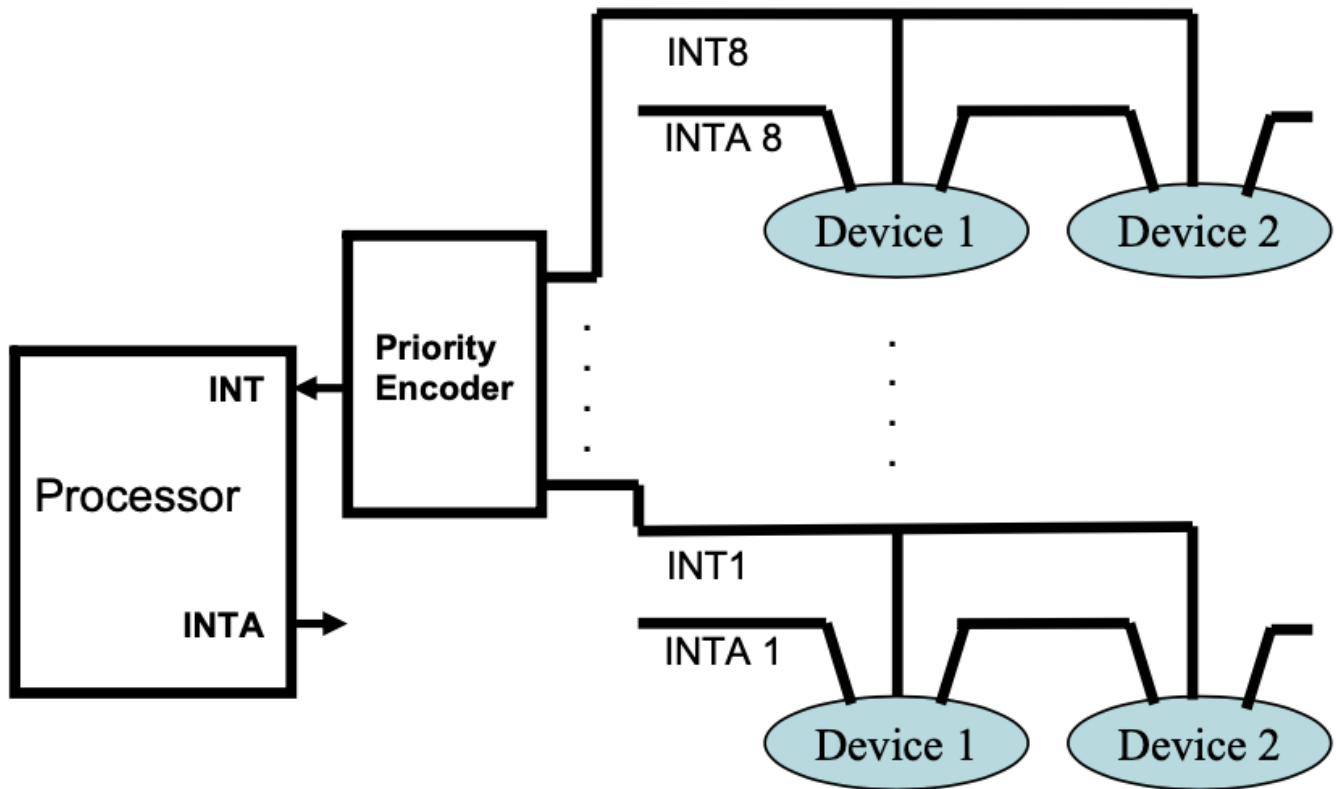 INT8
INTA 8
Device 1
Device 2
Priority
Encoder
INT
Processor
INTA
INT1
INTA 1
Device 1
Device 2